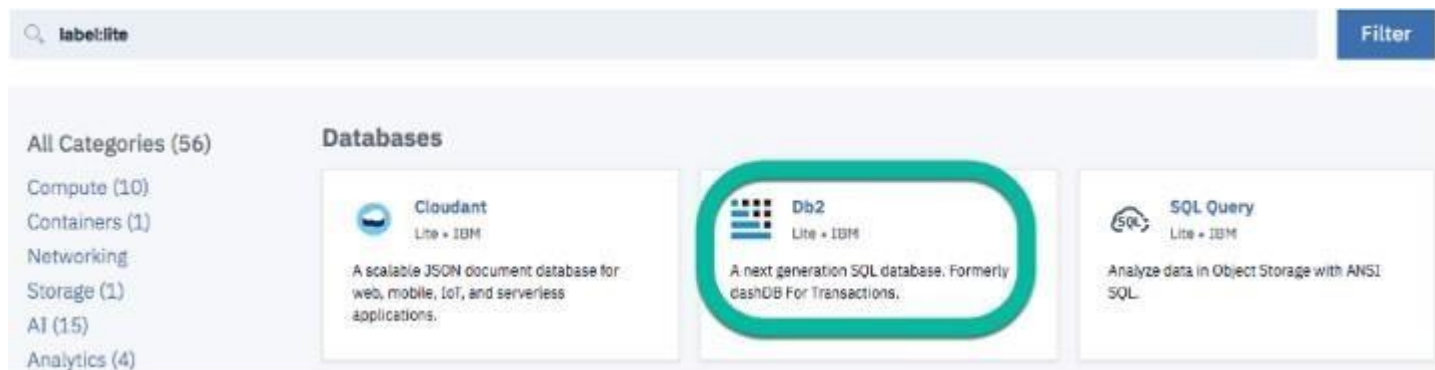 label:lite
Filter
All Categories (56)
Compute (10)
Containers (1)
Networking
Storage (1)
AI (15)
Analytics (4)
Databases
Cloudant
Lite • IBM
A scalable JSON document database for
web, mobile, IoT, and serverless
applications.
Db2
Lite • IBM
A next generation SQL database. Formerly
dashDB For Transactions.
SQL
SQL Query
Lite • IBM
Analyze data in Object Storage with ANSI
SQL.